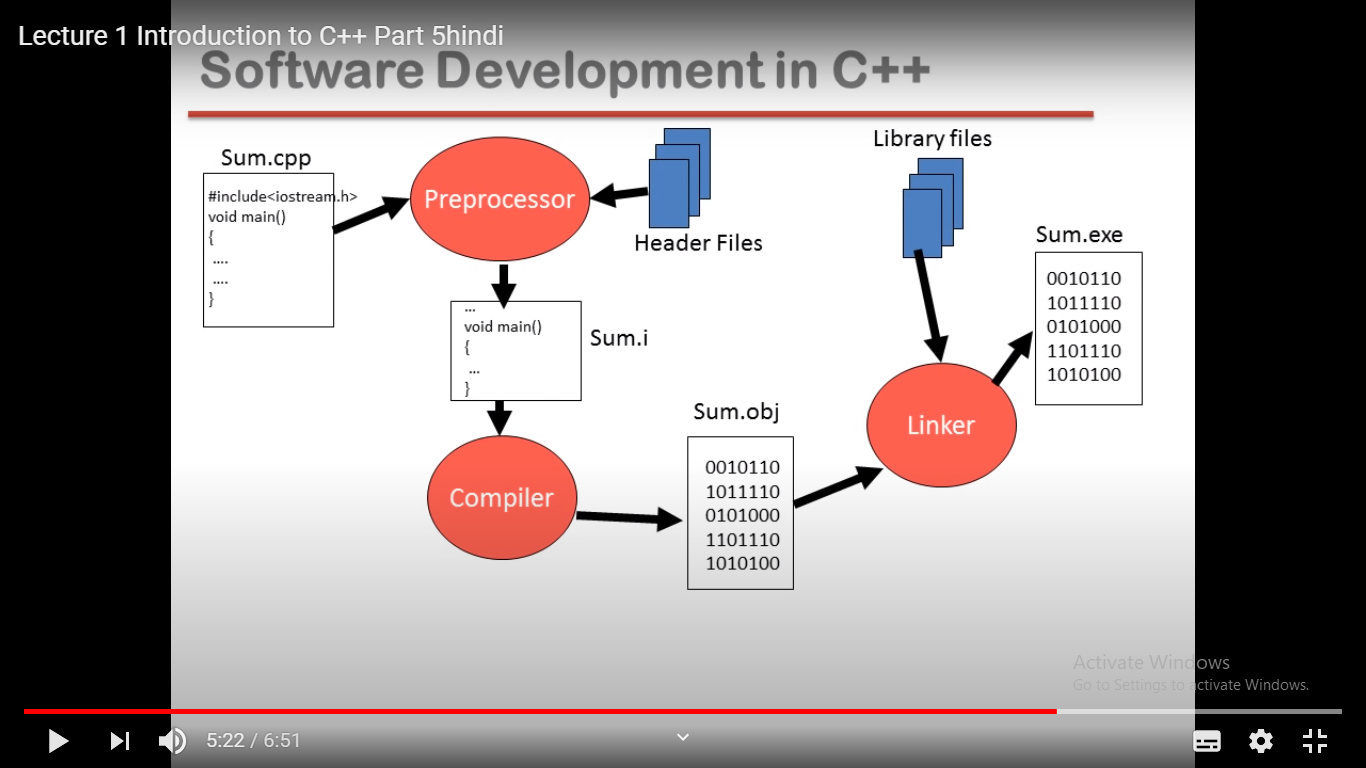 Lecture 1 Introduction to C++ Part 5hindi
Software Development in C++
Sum.cpp
#include<iostream.h>
void main()
{
....
....
}
Preprocessor
Header Files
Library files
Sum.exe
0010110
1011110
0101000
1101110
1010100
...
void main()
{
...
}
Sum.i
Compiler
Sum.obj
0010110
1011110
0101000
1101110
1010100
Linker
Activate Windows
Go to Settings to activate Windows.
5:22 / 6:51